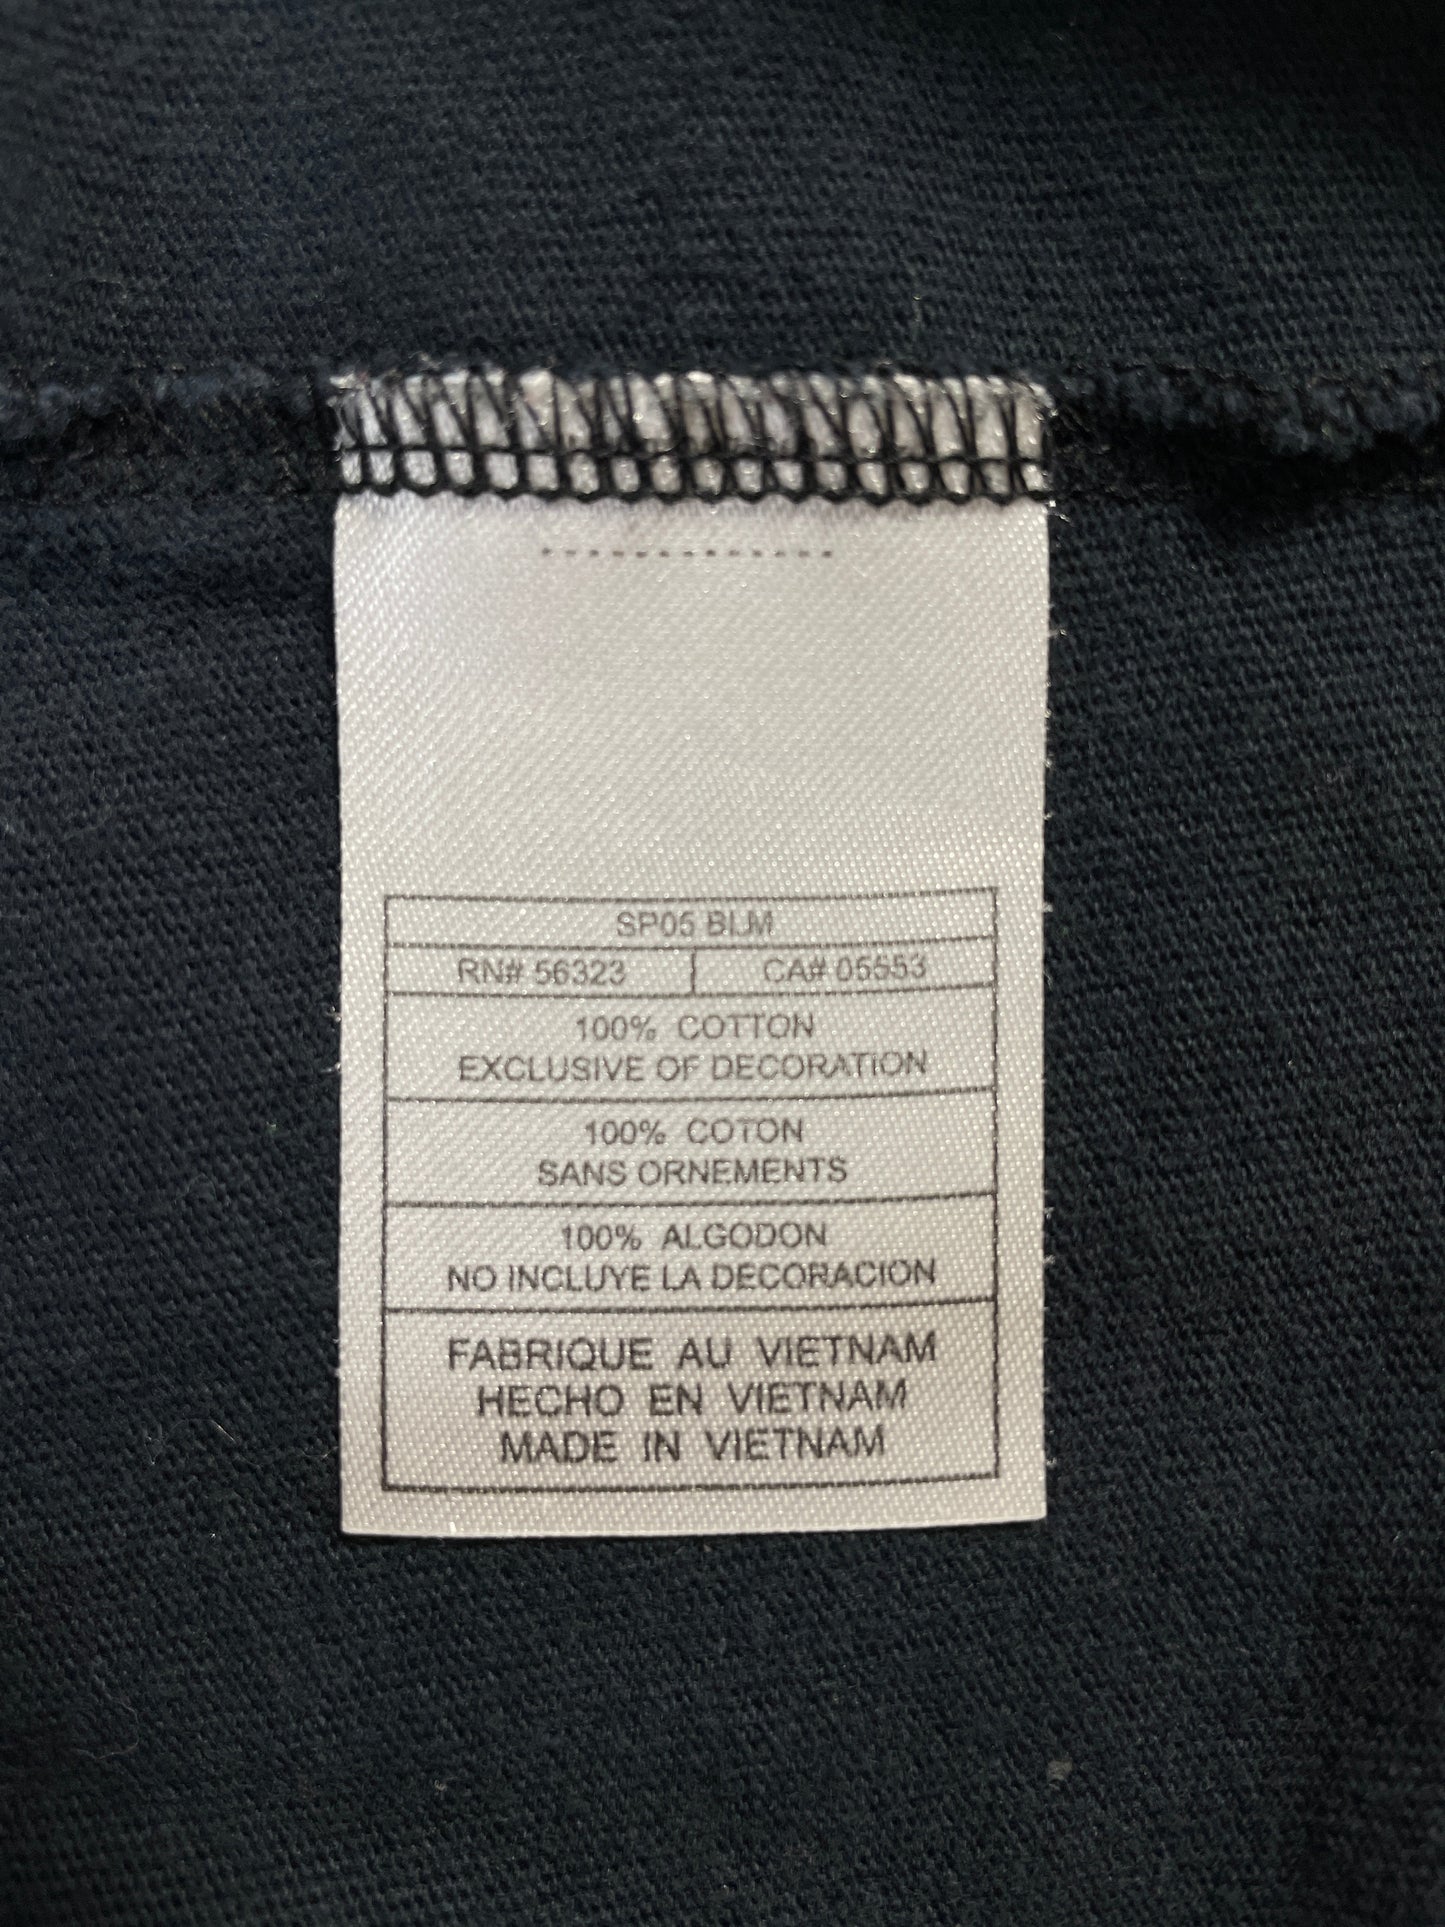 SP05 BLM
RN# 56323 CA# 05553
100% COTTON
EXCLUSIVE OF DECORATION
100% COTON
SANS ORNEMENTS
100% ALGODON
NO INCLUYE LA DECORACION
FABRIQUE AU VIETNAM
HECHO EN VIETNAM
MADE IN VIETNAM